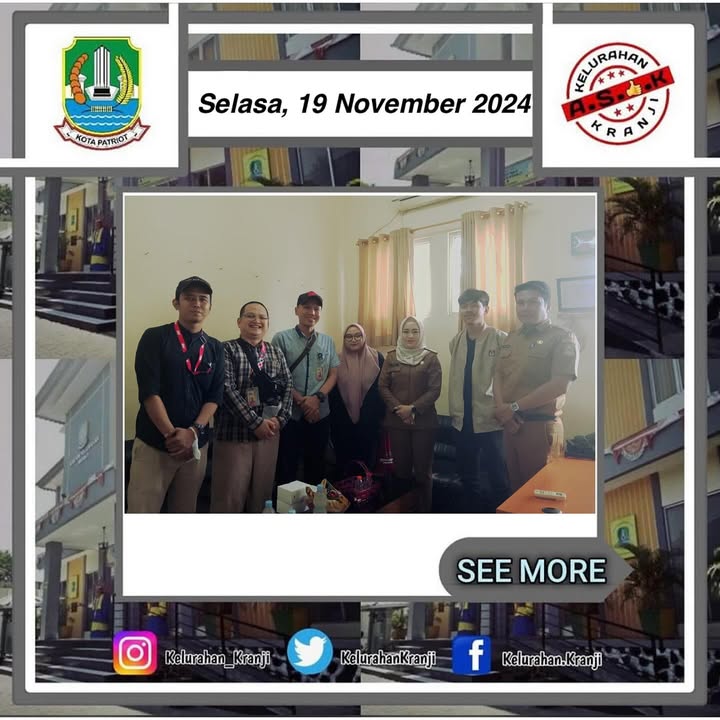 KOTA PATRIOT
Selasa, 19 November 2024
KELURAHAN
A.S.I.K
KRANJI
SEE MORE
Kelurahan_Kranji
KelurahanKranji
Kelurahan.Kranji